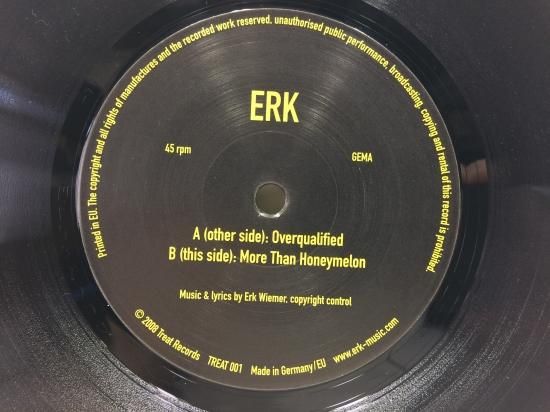 Printed in EU. The copyright and all rights of manufactures and the recorded work reserved, unauthorised public performance, broadcasting, copying and rental of this record is prohibited.
ERK
45 rpm
GEMA
A (other side): Overqualified
B (this side): More Than Honeymelon
Music & lyrics by Erk Wiemer, copyright control
© 2008 Treat Records TREAT 001 Made in Germany/EU www.erk-music.com